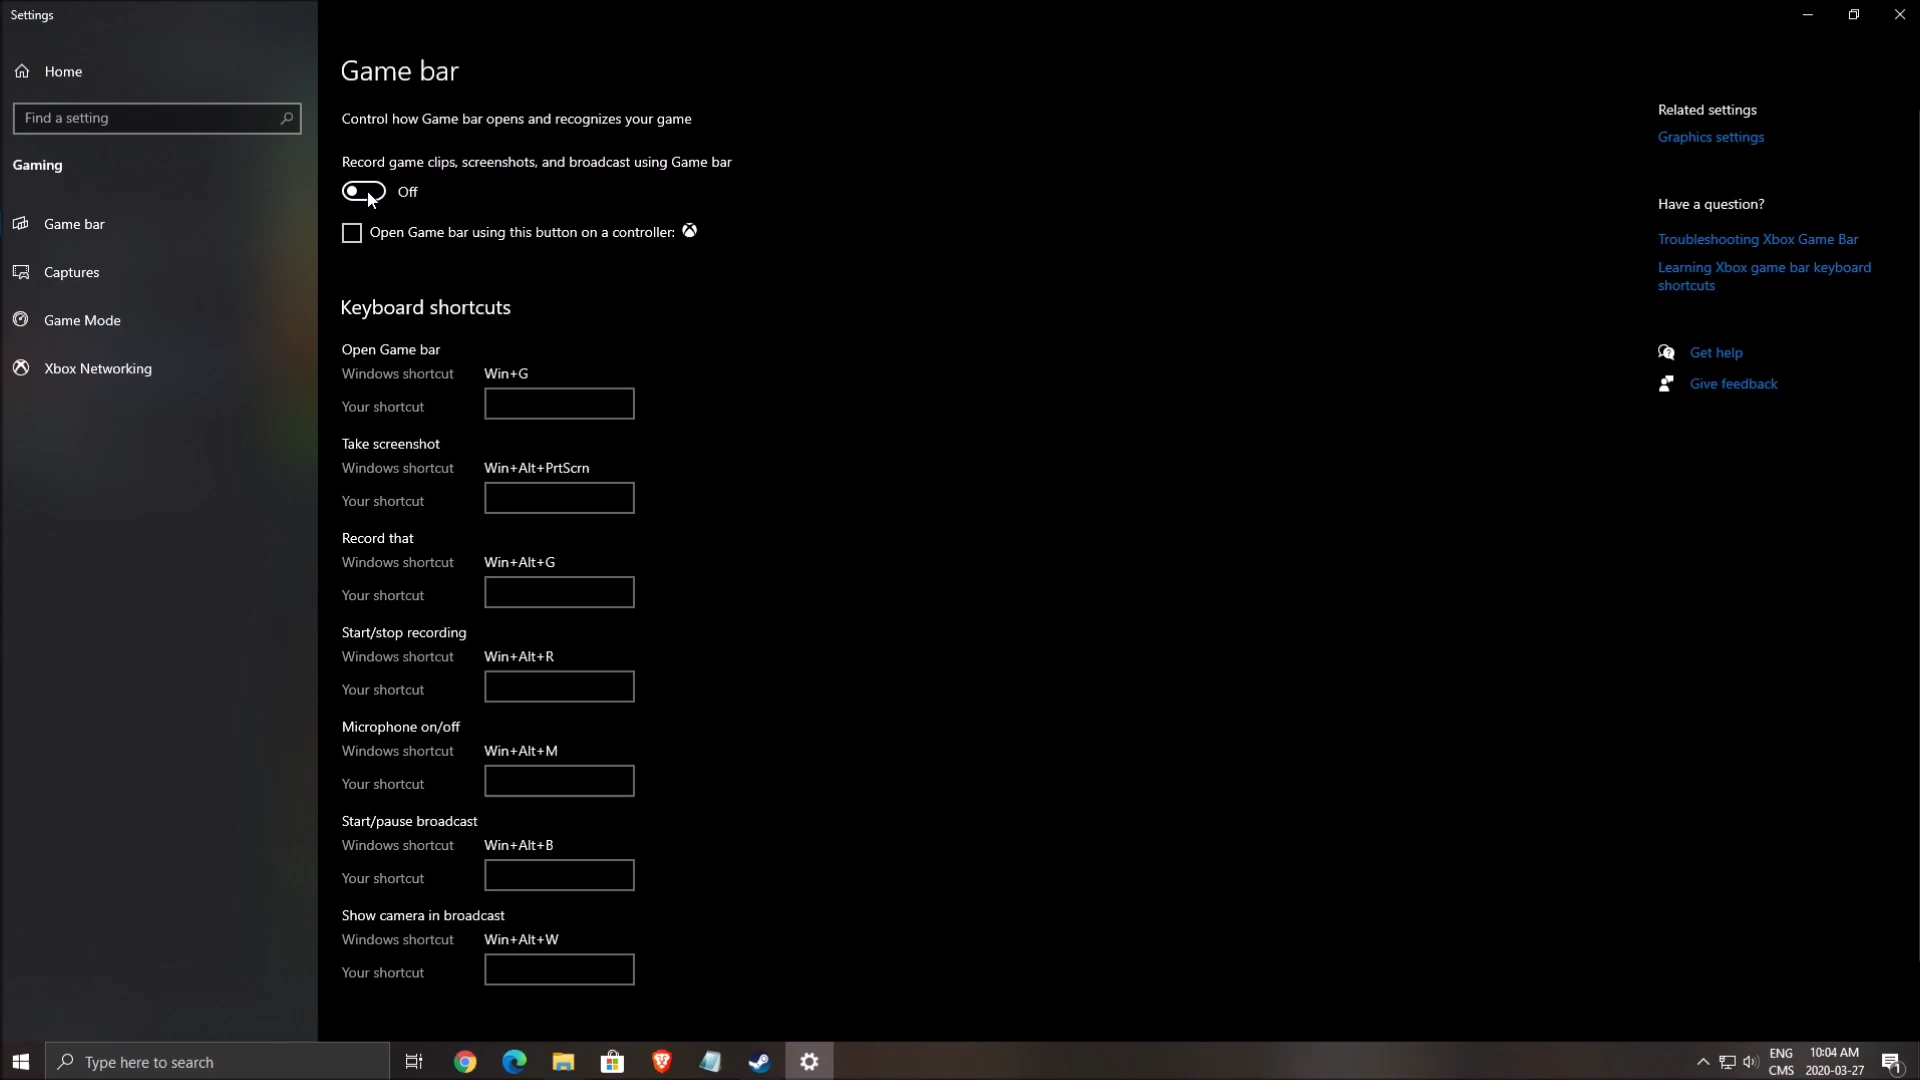 Settings
Home
Find a setting
Gaming
Game bar
Captures
Game Mode
Xbox Networking
Game bar
Control how Game bar opens and recognizes your game
Record game clips, screenshots, and broadcast using Game bar
Off
Open Game bar using this button on a controller:
Keyboard shortcuts
Open Game bar
Windows shortcut Win+G
Your shortcut
Take screenshot
Windows shortcut Win+Alt+PrtScrn
Your shortcut
Record that
Windows shortcut Win+Alt+G
Your shortcut
Start/stop recording
Windows shortcut Win+Alt+R
Your shortcut
Microphone on/off
Windows shortcut Win+Alt+M
Your shortcut
Start/pause broadcast
Windows shortcut Win+Alt+B
Your shortcut
Show camera in broadcast
Windows shortcut Win+Alt+W
Your shortcut
Related settings
Graphics settings
Have a question?
Troubleshooting Xbox Game Bar
Learning Xbox game bar keyboard
shortcuts
Get help
Give feedback
Type here to search
ENG
CMS
10:04 AM
2020-03-27
1